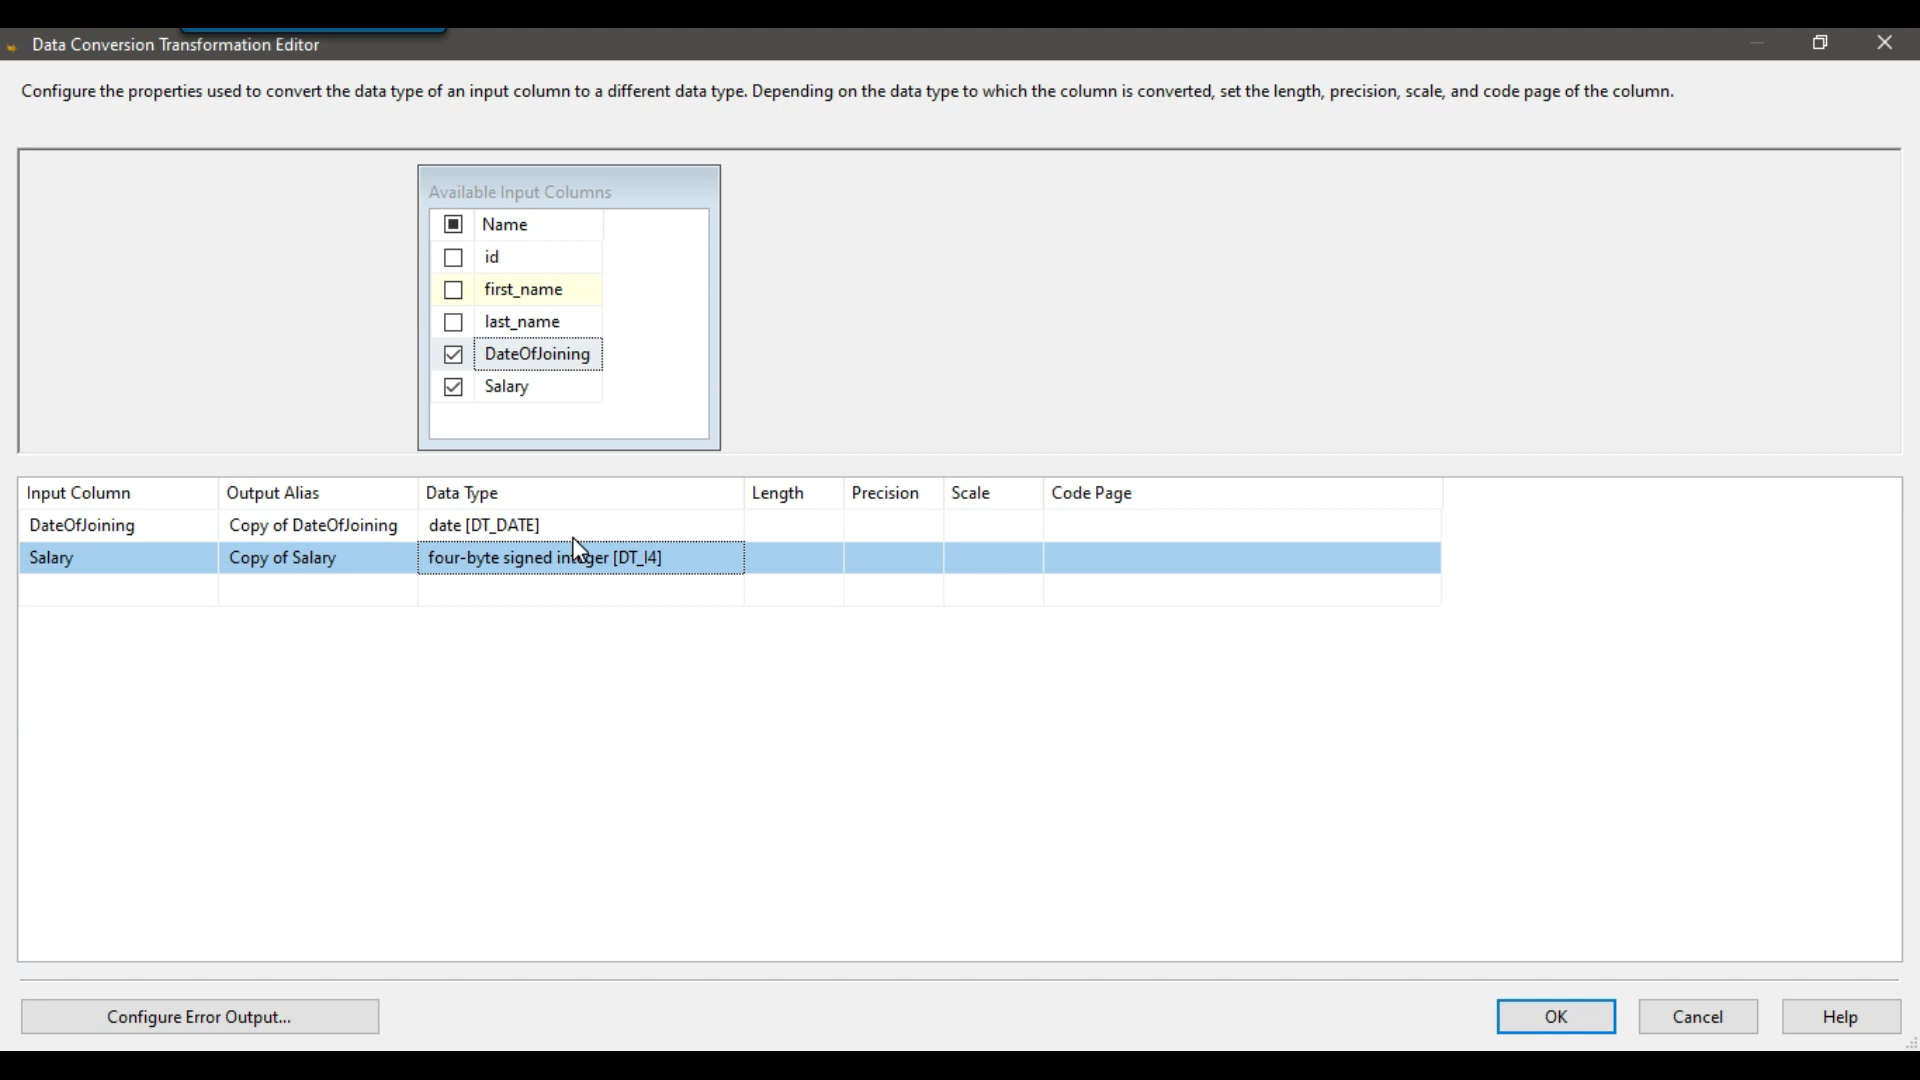 Data Conversion Transformation Editor
Configure the properties used to convert the data type of an input column to a different data type. Depending on the data type to which the column is converted, set the length, precision, scale, and code page of the column.
Available Input Columns
Name
id
first_name
last_name
DateOfJoining
Salary
Input Column Output Alias Data Type Length Precision Scale Code Page
DateOfJoining Copy of DateOfJoining date [DT_DATE]
Salary Copy of Salary four-byte signed integer [DT_I4]
Configure Error Output... OK Cancel Help